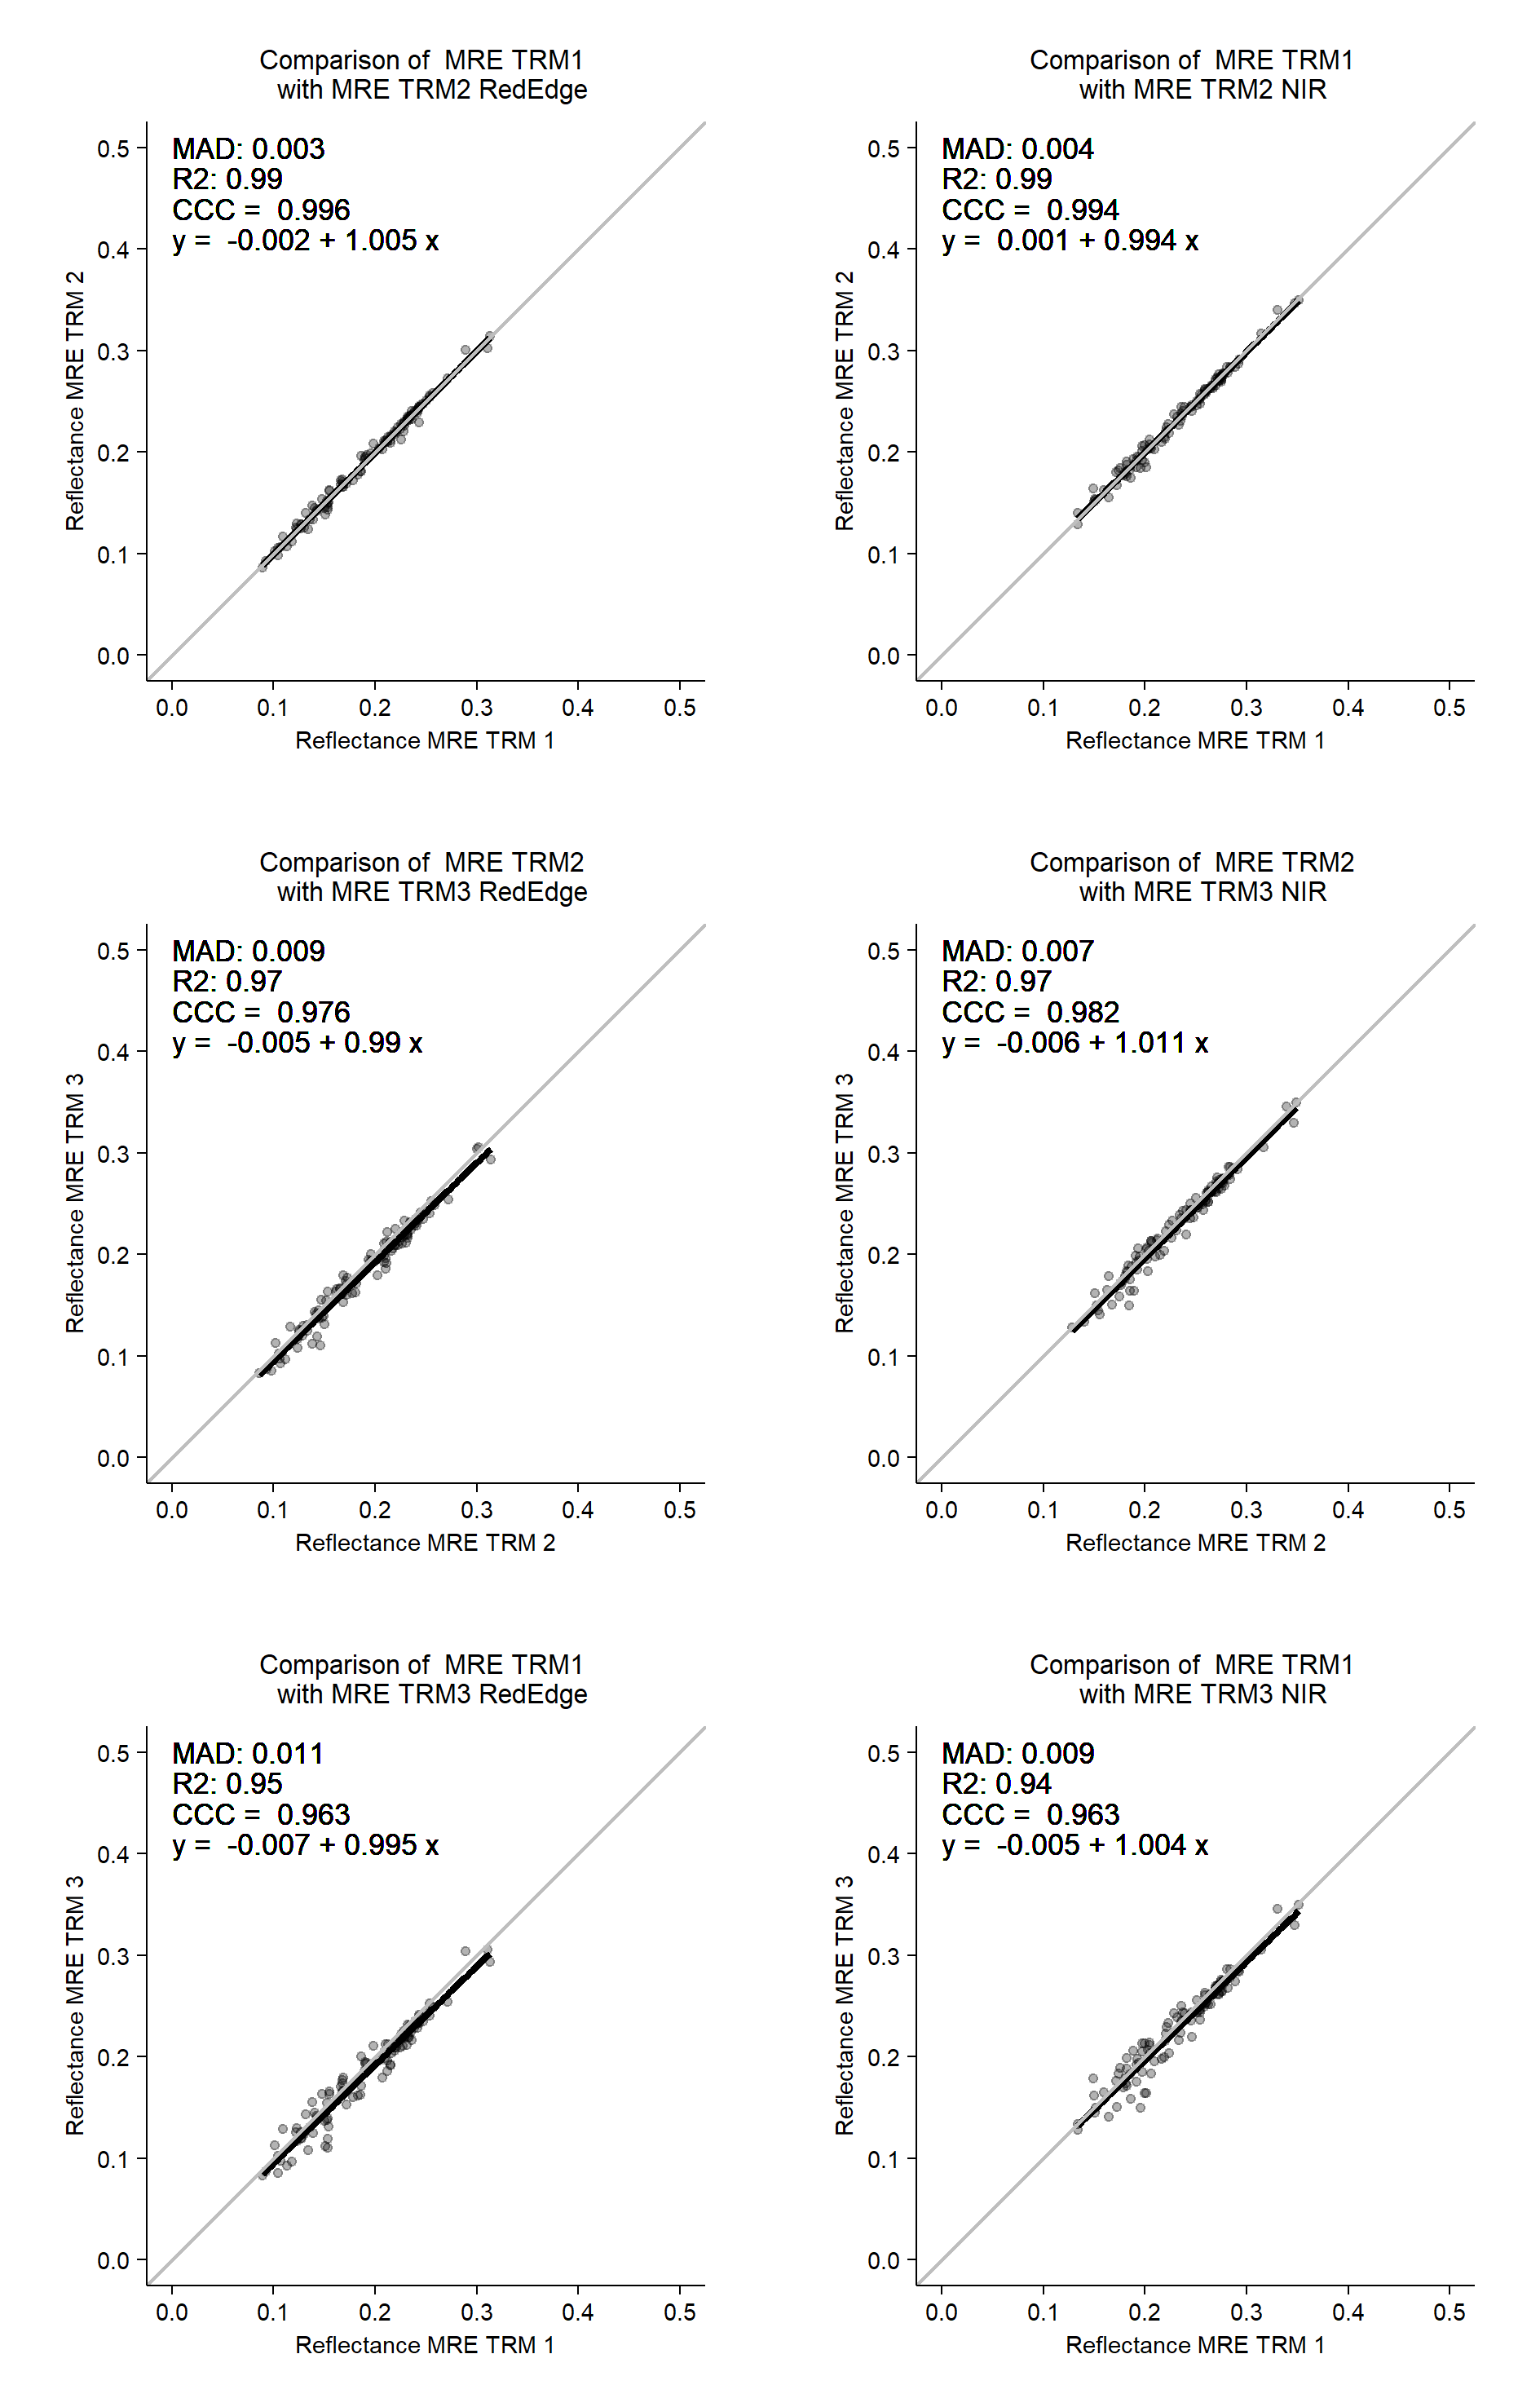 Comparison of  MRE TRM1
with MRE TRM2 RedEdge
MAD: 0.003
R2: 0.99
CCC =  0.996
y =  -0.002 + 1.005 x
Reflectance MRE TRM 2
0.5
0.4
0.3
0.2
0.1
0.0
0.0 0.1 0.2 0.3 0.4 0.5
Reflectance MRE TRM 1
Comparison of  MRE TRM1
with MRE TRM2 NIR
MAD: 0.004
R2: 0.99
CCC =  0.994
y =  0.001 + 0.994 x
Reflectance MRE TRM 2
0.5
0.4
0.3
0.2
0.1
0.0
0.0 0.1 0.2 0.3 0.4 0.5
Reflectance MRE TRM 1
Comparison of  MRE TRM2
with MRE TRM3 RedEdge
MAD: 0.009
R2: 0.97
CCC =  0.976
y =  -0.005 + 0.99 x
Reflectance MRE TRM 3
0.5
0.4
0.3
0.2
0.1
0.0
0.0 0.1 0.2 0.3 0.4 0.5
Reflectance MRE TRM 2
Comparison of  MRE TRM2
with MRE TRM3 NIR
MAD: 0.007
R2: 0.97
CCC =  0.982
y =  -0.006 + 1.011 x
Reflectance MRE TRM 3
0.5
0.4
0.3
0.2
0.1
0.0
0.0 0.1 0.2 0.3 0.4 0.5
Reflectance MRE TRM 2
Comparison of  MRE TRM1
with MRE TRM3 RedEdge
MAD: 0.011
R2: 0.95
CCC =  0.963
y =  -0.007 + 0.995 x
Reflectance MRE TRM 3
0.5
0.4
0.3
0.2
0.1
0.0
0.0 0.1 0.2 0.3 0.4 0.5
Reflectance MRE TRM 1
Comparison of  MRE TRM1
with MRE TRM3 NIR
MAD: 0.009
R2: 0.94
CCC =  0.963
y =  -0.005 + 1.004 x
Reflectance MRE TRM 3
0.5
0.4
0.3
0.2
0.1
0.0
0.0 0.1 0.2 0.3 0.4 0.5
Reflectance MRE TRM 1